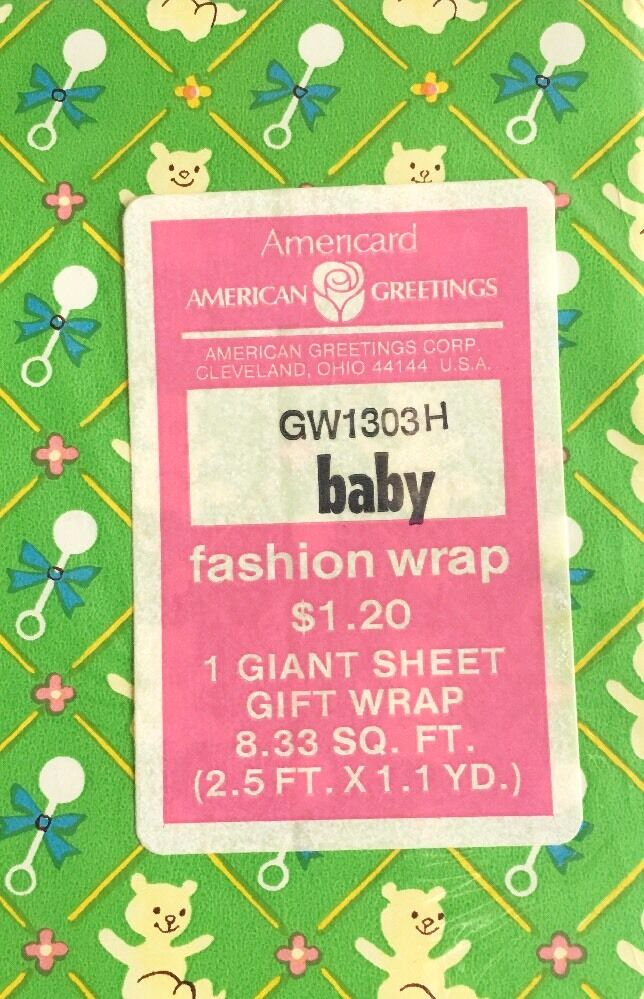 Americard
AMERICAN GREETINGS
AMERICAN GREETINGS CORP.
CLEVELAND, OHIO 44144 U.S.A.
GW1303H
baby
fashion wrap
$1.20
1 GIANT SHEET
GIFT WRAP
8.33 SQ. FT.
(2.5 FT. X 1.1 YD.)